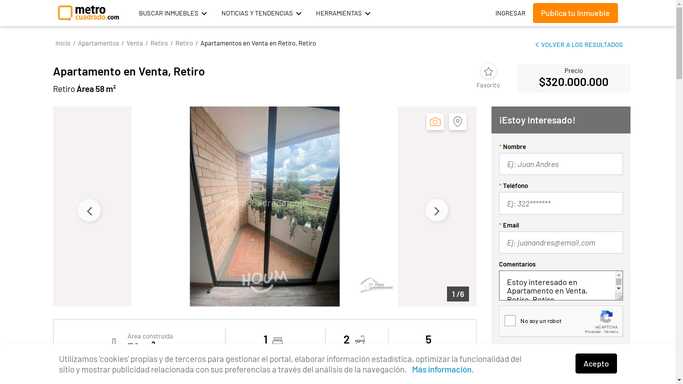 metro
cuadrado.com
BUSCAR INMUEBLES
NOTICIAS Y TENDENCIAS
HERRAMIENTAS
INGRESAR
Publica tu Inmueble
Inicio / Apartamentos / Venta / Retiro / Retiro / Apartamentos en Venta en Retiro, Retiro
VOLVER A LOS RESULTADOS
Apartamento en Venta, Retiro
Retiro Área 58 m²
Favorito
Precio
$320.000.000
HOUM
1 / 6
¡Estoy Interesado!
* Nombre
Ej: Juan Andres
* Teléfono
Ej: 322*******
* Email
Ej: juanandres@email.com
Comentarios
Estoy interesado en
Apartamento en Venta,
Retiro, Retiro
No soy un robot
reCAPTCHA
Privacidad - Términos
Área construida
1
2
5
Utilizamos 'cookies' propias y de terceros para gestionar el portal, elaborar información estadística, optimizar la funcionalidad del
sitio y mostrar publicidad relacionada con sus preferencias a través del análisis de la navegación. Más información.
Acepto